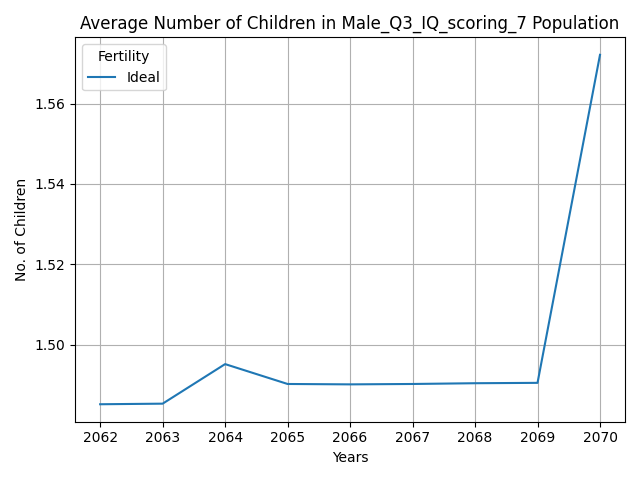 Average Number of Children in Male_Q3_IQ_scoring_7 Population
Fertility
Ideal
No. of Children
1.56
1.54
1.52
1.50
2062 2063 2064 2065 2066 2067 2068 2069 2070
Years